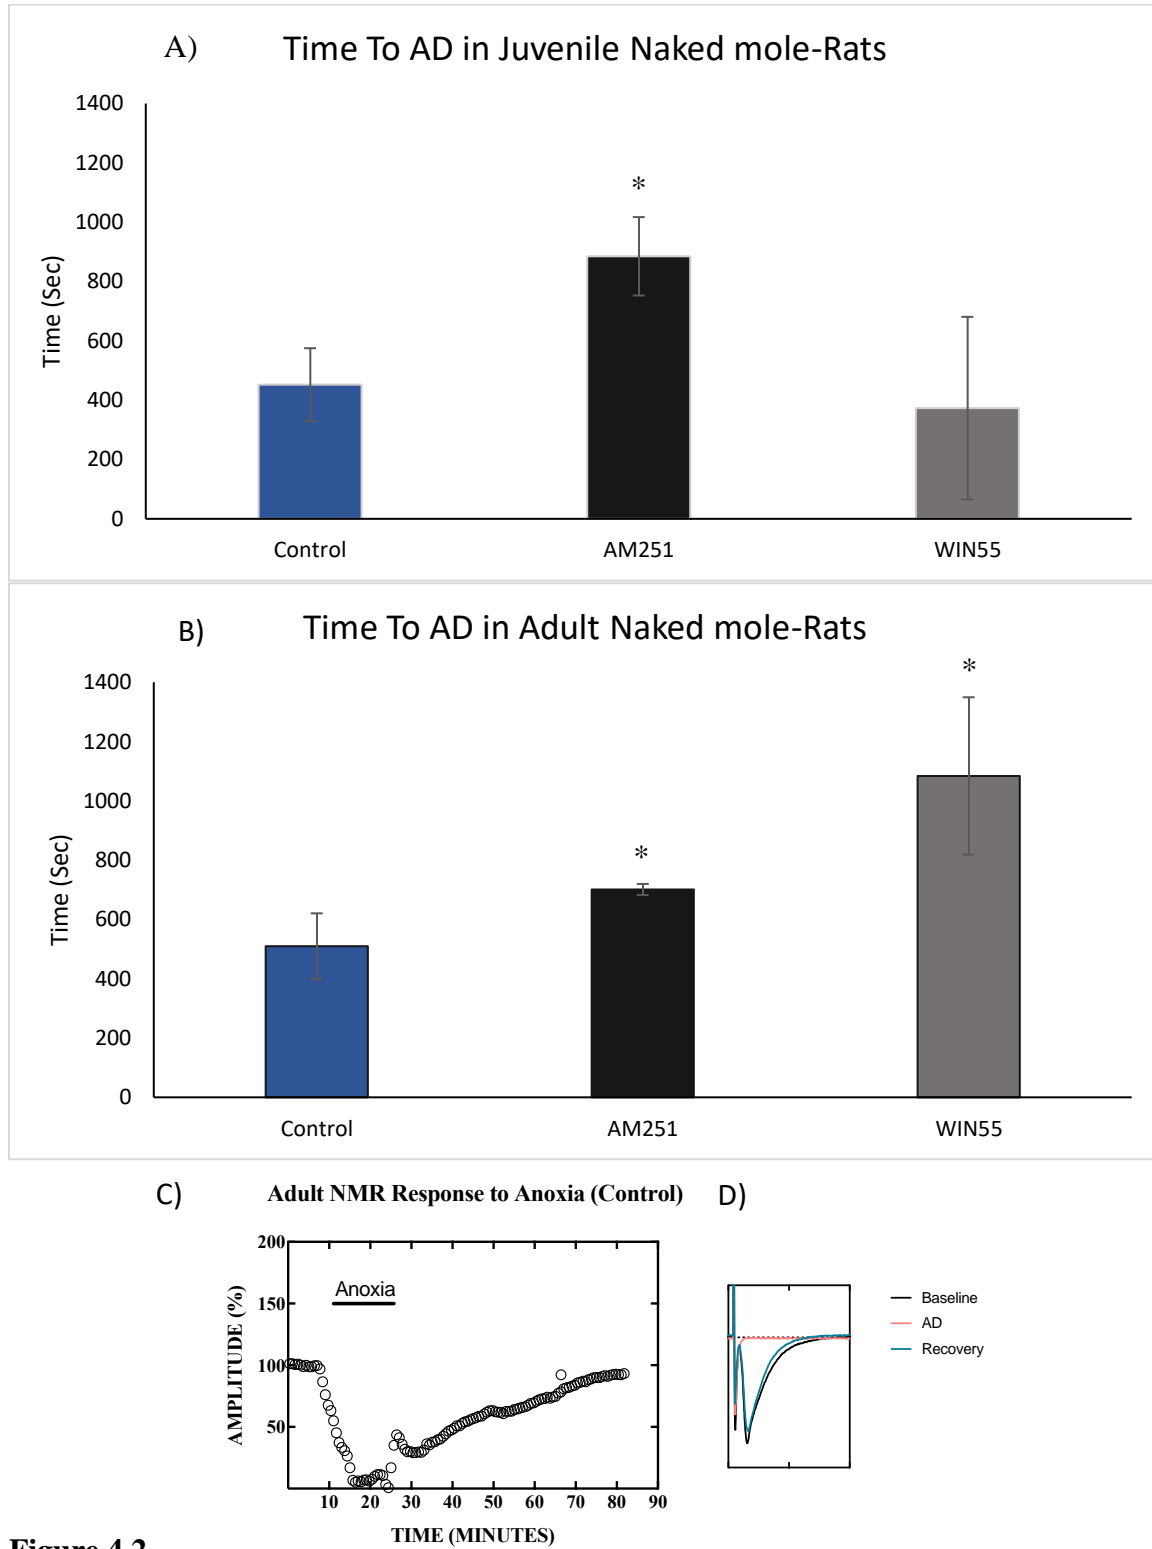 A) Time To AD in Juvenile Naked mole-Rats
1400
1200
1000
800
600
400
200
0
Time (Sec)
*
Control AM251 WIN55
B) Time To AD in Adult Naked mole-Rats
1400
1200
1000
800
600
400
200
0
Time (Sec)
*
*
Control AM251 WIN55
C) Adult NMR Response to Anoxia (Control) D)
200
150
100
50
AMPLITUDE (%)
Anoxia
10 20 30 40 50 60 70 80 90
TIME (MINUTES)
Baseline
AD
Recovery
Figure 4.2